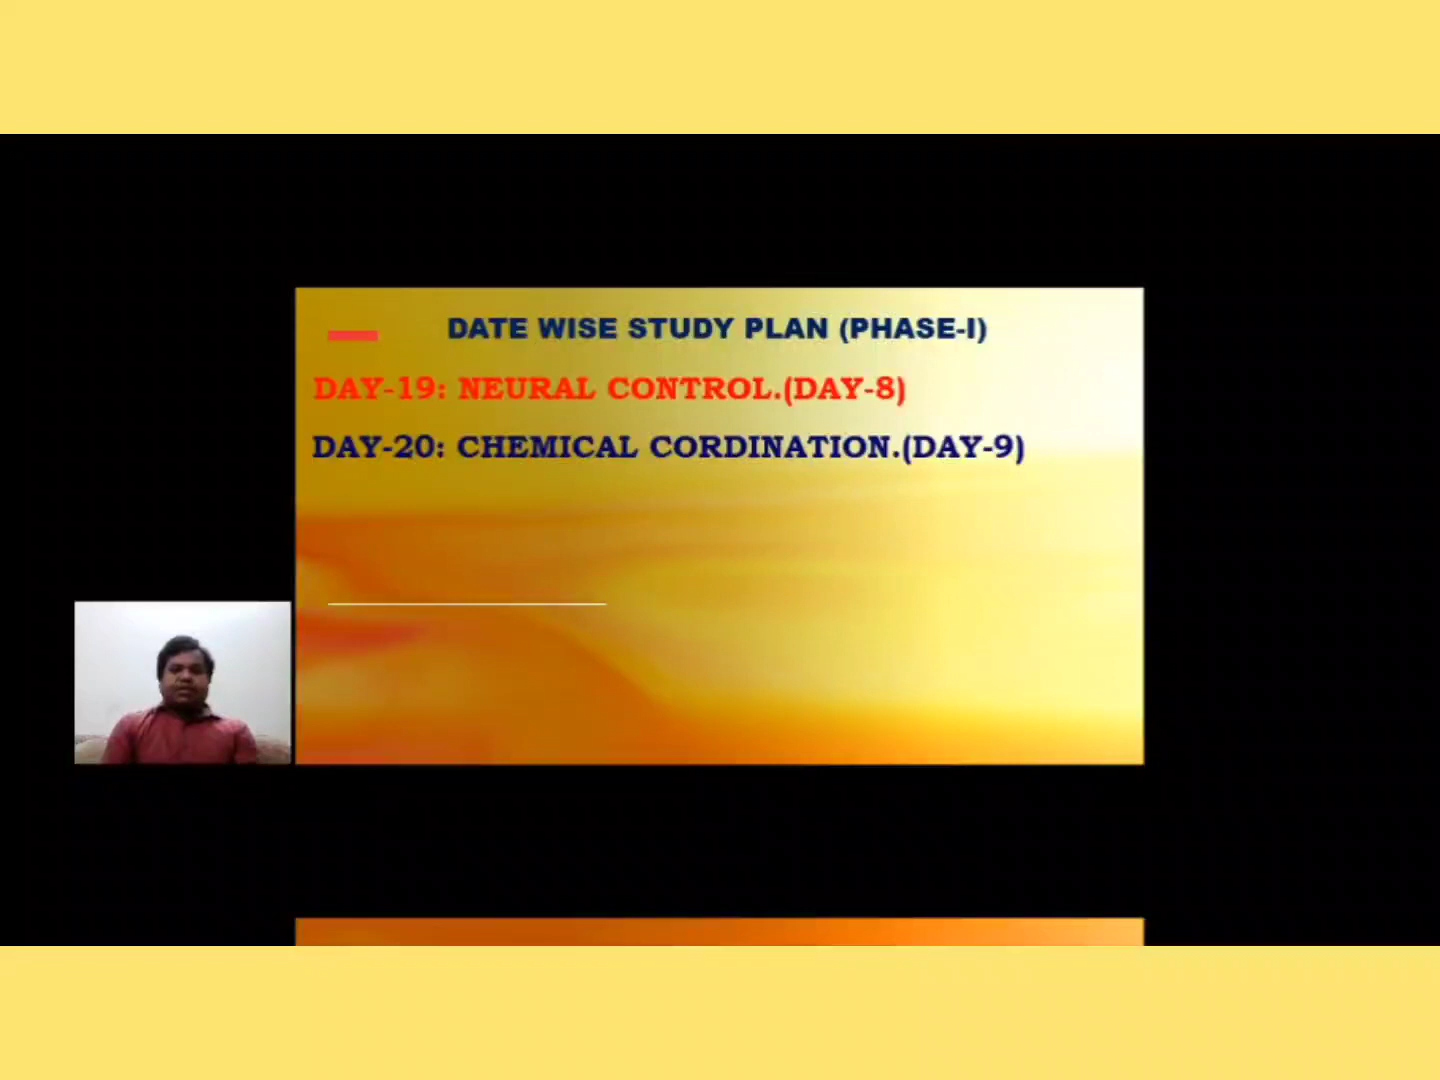 DATE WISE STUDY PLAN (PHASE-I)
DAY-19: NEURAL CONTROL.(DAY-8)
DAY-20: CHEMICAL CORDINATION.(DAY-9)